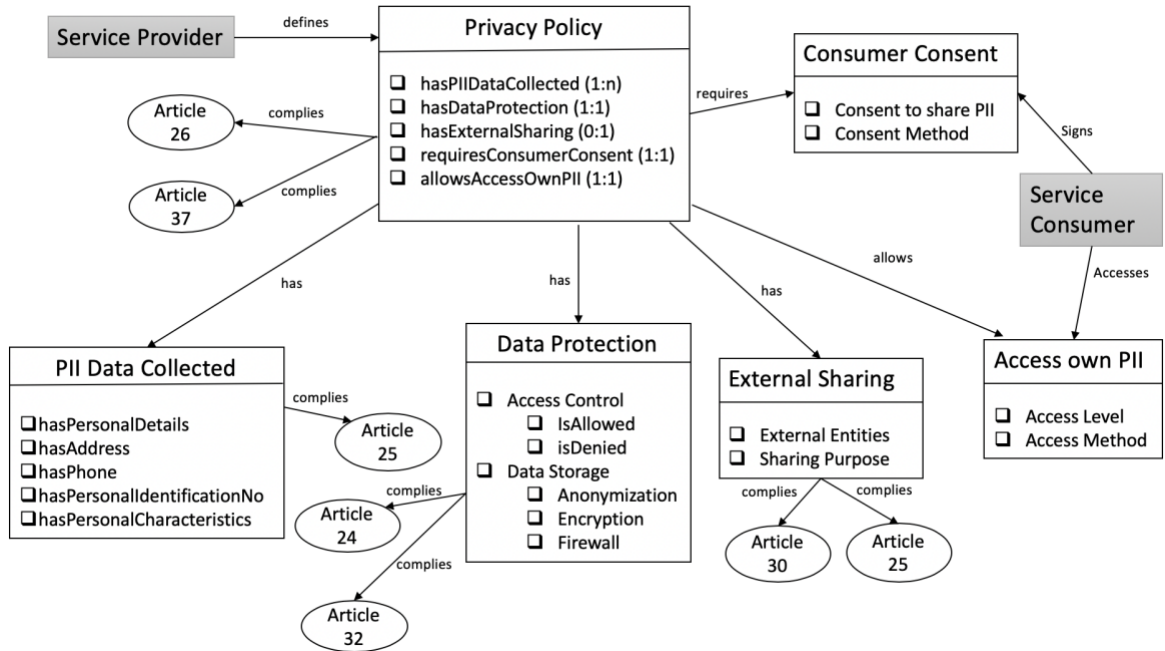 Service Provider
defines
Privacy Policy
hasPIIDataCollected (1:n)
hasDataProtection (1:1)
hasExternalSharing (0:1)
requiresConsumerConsent (1:1)
allowsAccessOwnPII (1:1)
requires
Consumer Consent
Consent to share PII
Consent Method
Signs
Service
Consumer
Accesses
complies
Article
26
complies
Article
37
has
has
has
allows
PII Data Collected
hasPersonalDetails
hasAddress
hasPhone
hasPersonalIdentificationNo
hasPersonalCharacteristics
complies
Article
25
Data Protection
Access Control
IsAllowed
isDenied
Data Storage
Anonymization
Encryption
Firewall
complies
Article
24
complies
Article
32
External Sharing
External Entities
Sharing Purpose
complies
complies
Article
30
Article
25
Access own PII
Access Level
Access Method